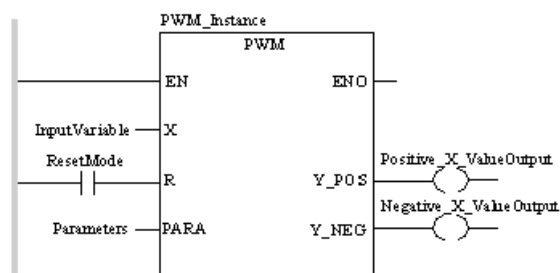 PWM_Instance
PWM
EN ENO
InputVariable X
ResetMode
R Y_POS Positive_X_ValueOutput
Parameters PARA Y_NEG Negative_X_ValueOutput